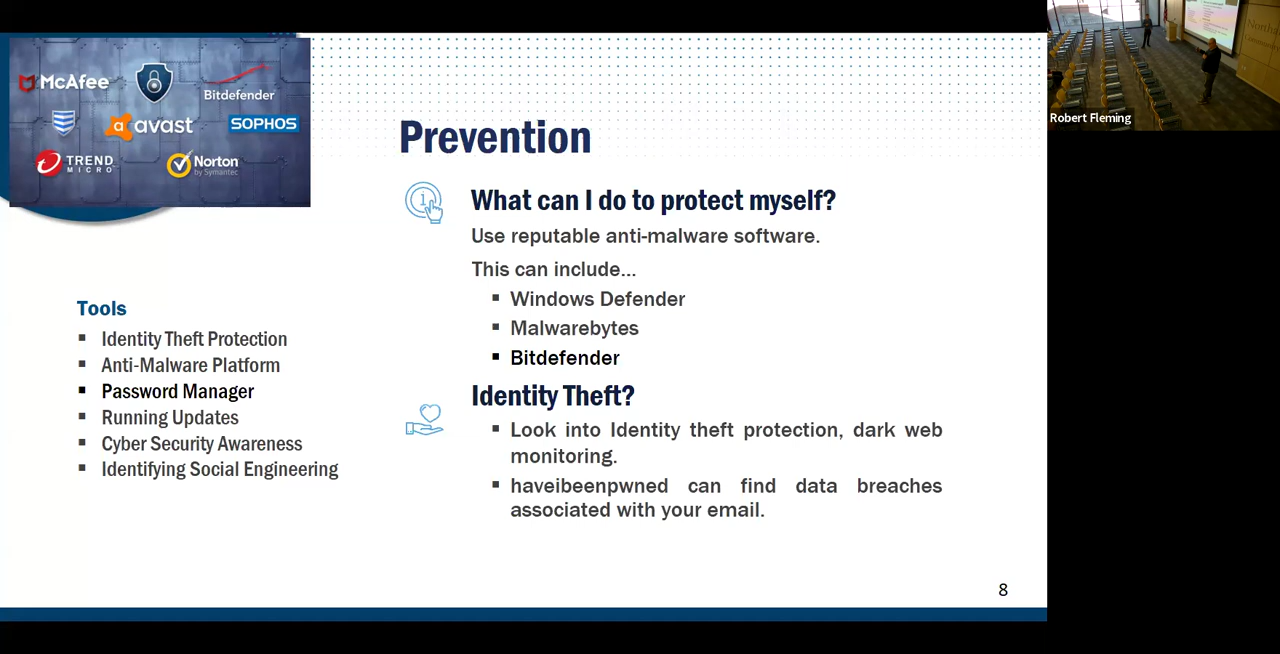 McAfee
Bitdefender
avast
SOPHOS
TREND
MICRO
Norton
by Symantec
Prevention
What can I do to protect myself?
Use reputable anti-malware software.
This can include...
Windows Defender
Malwarebytes
Bitdefender
Identity Theft?
Look into Identity theft protection, dark web
monitoring.
haveibeenpwned can find data breaches
associated with your email.
Tools
Identity Theft Protection
Anti-Malware Platform
Password Manager
Running Updates
Cyber Security Awareness
Identifying Social Engineering
8
Robert Fleming